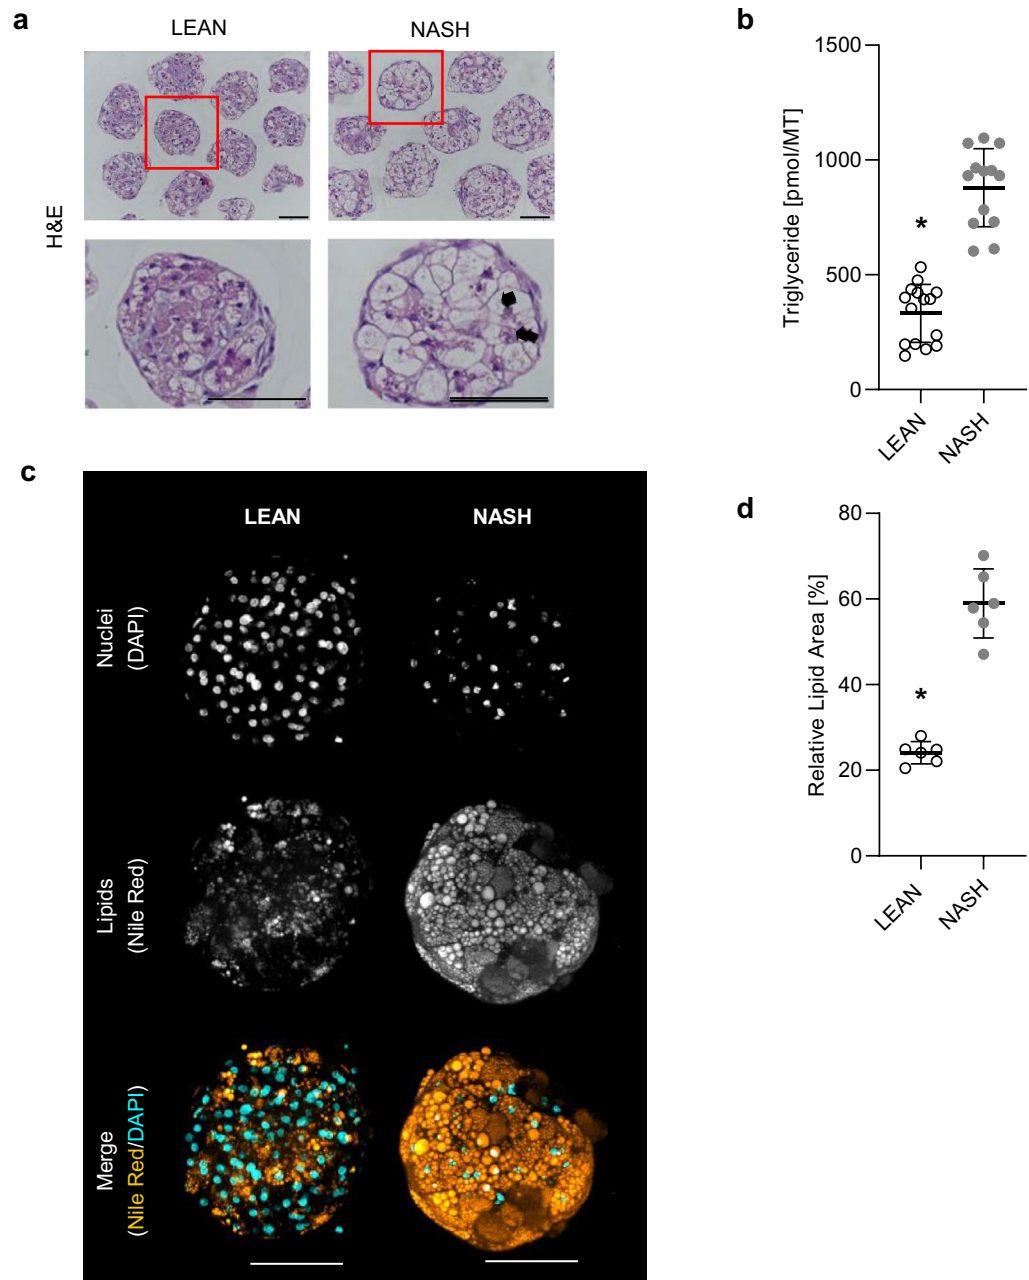 a
LEAN
NASH
H&E
b
1500
1000
500
0
Triglyceride [pmol/MT]
*
LEAN
NASH
c
LEAN
NASH
Nuclei
(DAPI)
Lipids
(Nile Red)
Merge
(Nile Red/DAPI)
d
80
60
40
20
0
Relative Lipid Area [%]
*
LEAN
NASH